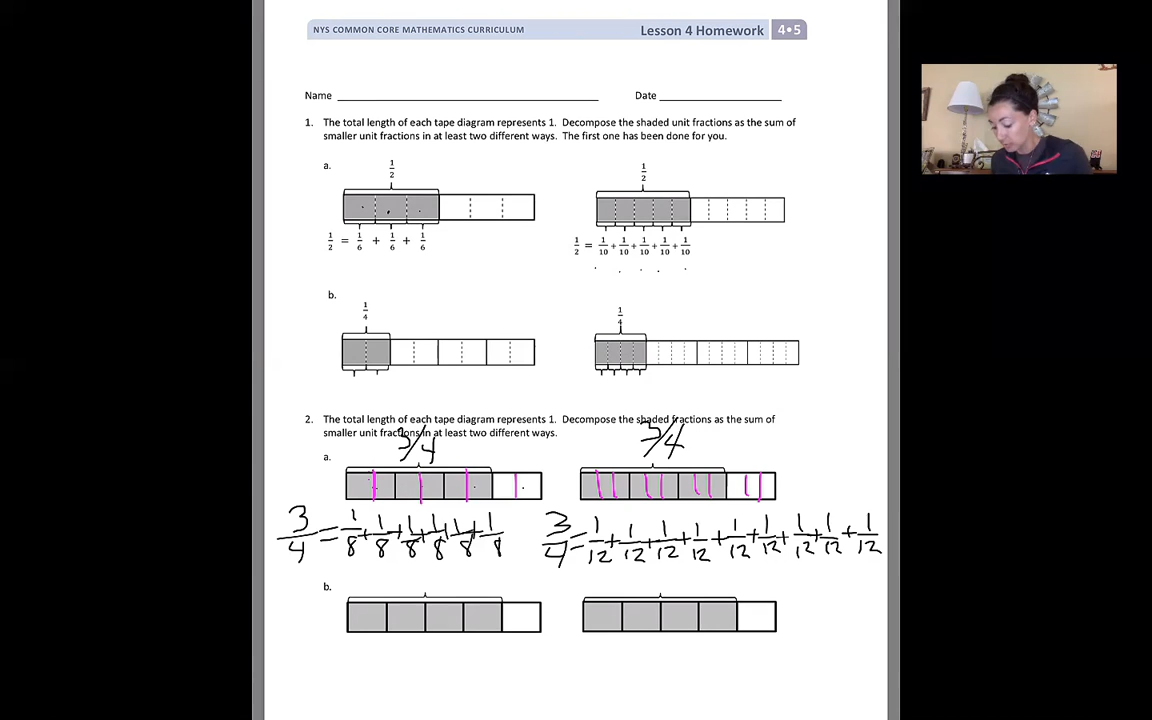 NYS COMMON CORE MATHEMATICS CURRICULUM Lesson 4 Homework 4•5
Name Date
1. The total length of each tape diagram represents 1. Decompose the shaded unit fractions as the sum of
smaller unit fractions in at least two different ways. The first one has been done for you.
a. 1/2 1/2
1/2 = 1/6 + 1/6 + 1/6 1/2 = 1/10 + 1/10 + 1/10 + 1/10 + 1/10
b. 1/4 1/4
2. The total length of each tape diagram represents 1. Decompose the shaded fractions as the sum of
smaller unit fractions in at least two different ways.
3/4 3/4
a.
3/4 = 1/8 + 1/8 + 1/8 + 1/8 + 1/8 + 1/8 3/4 = 1/12 + 1/12 + 1/12 + 1/12 + 1/12 + 1/12 + 1/12 + 1/12 + 1/12
b.